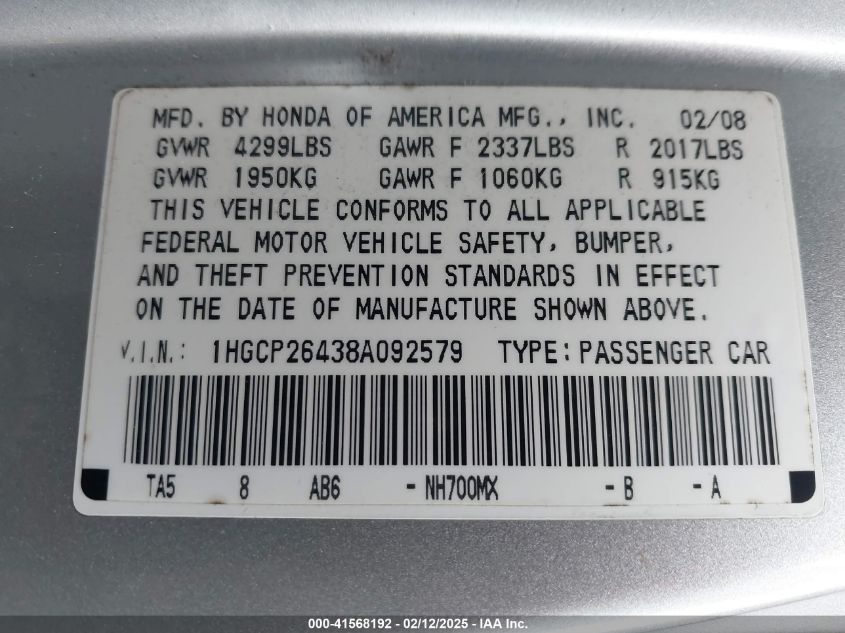 MFD. BY HONDA OF AMERICA MFG., INC. 02/08
GVWR 4299LBS GAWR F 2337LBS R 2017LBS
GVWR 1950KG GAWR F 1060KG R 915KG
THIS VEHICLE CONFORMS TO ALL APPLICABLE
FEDERAL MOTOR VEHICLE SAFETY, BUMPER,
AND THEFT PREVENTION STANDARDS IN EFFECT
ON THE DATE OF MANUFACTURE SHOWN ABOVE.
V.I.N.: 1HGCP26438A092579 TYPE:PASSENGER CAR
TA5 8 AB6 -NH700MX -B -A
000-41568192 - 02/12/2025 - IAA Inc.